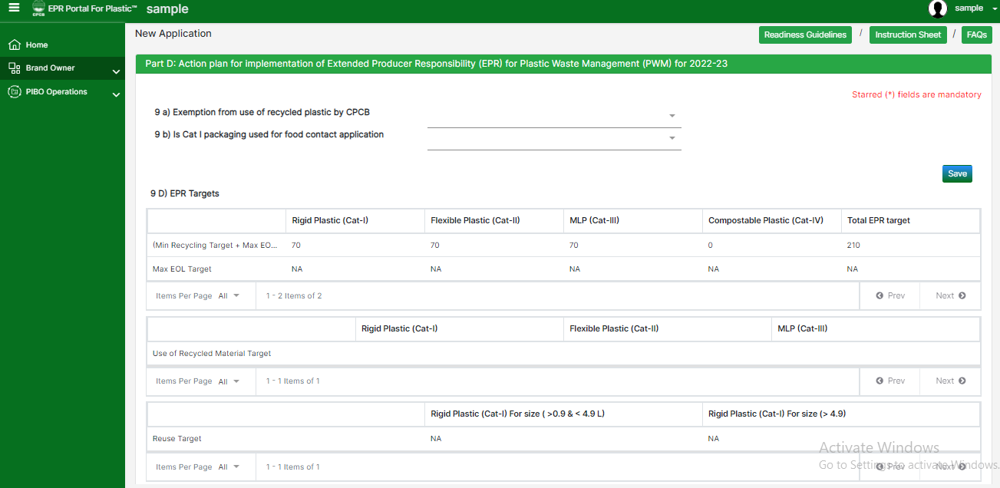 EPR Portal For Plastic™ sample sample
CPCB
New Application Readiness Guidelines / Instruction Sheet / FAQs
Home
Brand Owner
PIBO Operations
Part D: Action plan for implementation of Extended Producer Responsibility (EPR) for Plastic Waste Management (PWM) for 2022-23
Starred (*) fields are mandatory
9 a) Exemption from use of recycled plastic by CPCB
9 b) Is Cat I packaging used for food contact application
Save
9 D) EPR Targets
Rigid Plastic (Cat-I) Flexible Plastic (Cat-II) MLP (Cat-III) Compostable Plastic (Cat-IV) Total EPR target
(Min Recycling Target + Max EO... 70 70 70 0 210
Max EOL Target NA NA NA NA NA
Items Per Page All 1 - 2 Items of 2 Prev Next
Rigid Plastic (Cat-I) Flexible Plastic (Cat-II) MLP (Cat-III)
Use of Recycled Material Target
Items Per Page All 1 - 1 Items of 1 Prev Next
Rigid Plastic (Cat-I) For size ( >0.9 & < 4.9 L) Rigid Plastic (Cat-I) For size (> 4.9)
Reuse Target NA NA
Items Per Page All 1 - 1 Items of 1 Prev Next
Activate Windows
Go to Settings to activate Windows.